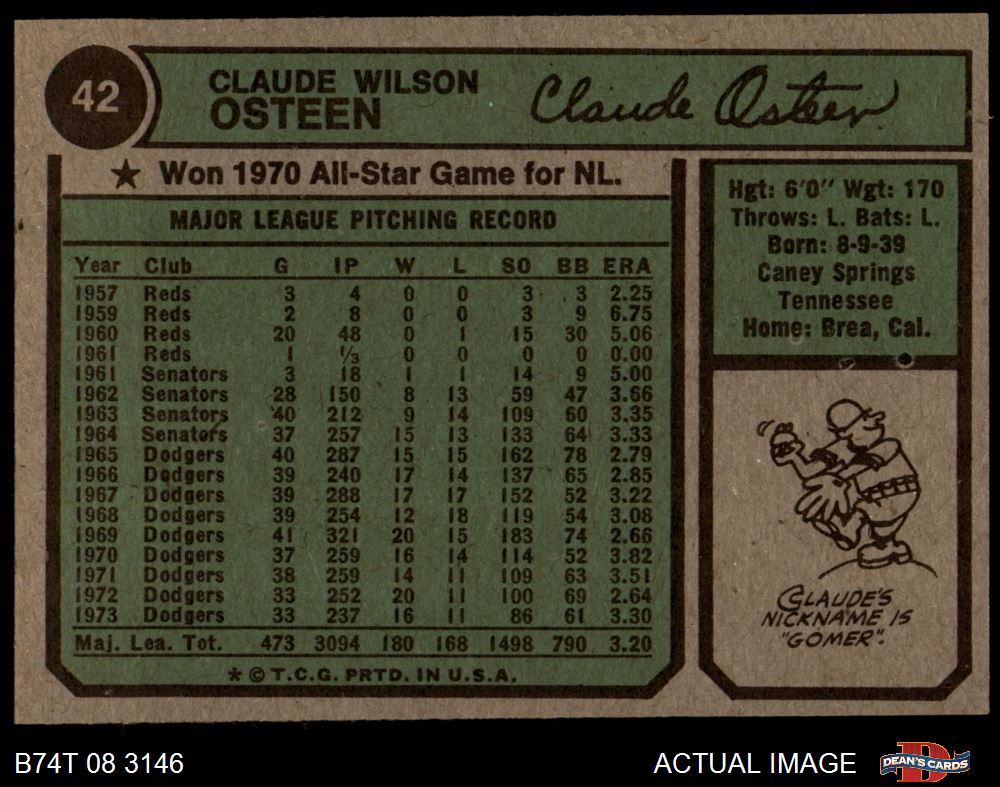 42
CLAUDE WILSON
OSTEEN
Claude Osteen
★ Won 1970 All-Star Game for NL.
MAJOR LEAGUE PITCHING RECORD
Year Club G IP W L SO BB ERA
1957 Reds 3 4 0 0 3 3 2.25
1959 Reds 2 8 0 0 3 9 6.75
1960 Reds 20 48 0 1 15 30 5.06
1961 Reds 1 ⅓ 0 0 0 0 0.00
1961 Senators 3 18 1 1 14 9 5.00
1962 Senators 28 150 8 13 59 47 3.66
1963 Senators 40 212 9 14 109 60 3.35
1964 Senators 37 257 15 13 133 64 3.33
1965 Dodgers 40 287 15 15 162 78 2.79
1966 Dodgers 39 240 17 14 137 65 2.85
1967 Dodgers 39 288 17 17 152 52 3.22
1968 Dodgers 39 254 12 18 119 54 3.08
1969 Dodgers 41 321 20 15 183 74 2.66
1970 Dodgers 37 259 16 14 114 52 3.82
1971 Dodgers 38 259 14 11 109 63 3.51
1972 Dodgers 33 252 20 11 100 69 2.64
1973 Dodgers 33 237 16 11 86 61 3.30
Maj. Lea. Tot. 473 3094 180 168 1498 790 3.20
* © T.C.G. PRTD. IN U.S.A.
Hgt: 6'0" Wgt: 170
Throws: L. Bats: L.
Born: 8-9-39
Caney Springs
Tennessee
Home: Brea, Cal.
CLAUDE'S
NICKNAME IS
"GOMER".
B74T 08 3146
ACTUAL IMAGE
D
DEAN'S CARDS